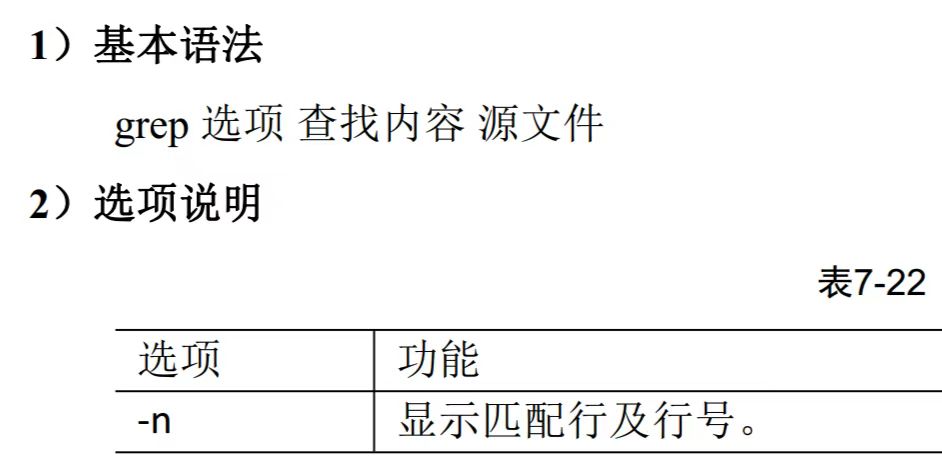 1）基本语法
grep 选项 查找内容 源文件
2）选项说明
表7-22
选项 功能
-n 显示匹配行及行号。